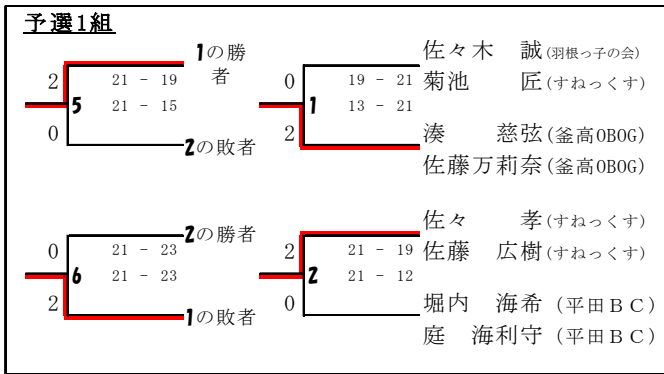 予選1組
2
5
0
21 - 19
21 - 15
1の勝者
2の敗者
0
1
2
19 - 21
13 - 21
佐々木 誠(羽根っ子の会)
菊池 匠(すねっくす)
湊 慈弦(釜高OBOG)
佐藤万莉奈(釜高OBOG)
0
6
2
21 - 23
21 - 23
2の勝者
1の敗者
2
2
0
21 - 19
21 - 12
佐々 孝(すねっくす)
佐藤 広樹(すねっくす)
堀内 海希(平田BC)
庭 海利守(平田BC)